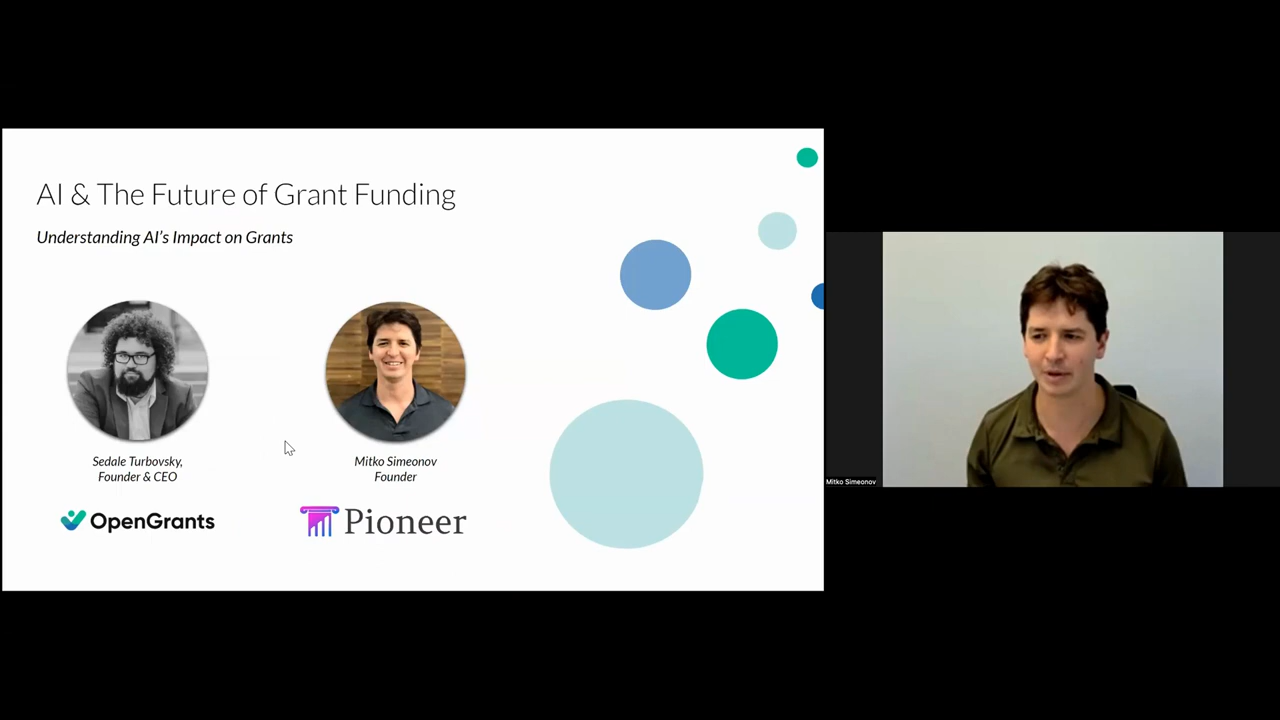 AI & The Future of Grant Funding
Understanding AI's Impact on Grants
Sedale Turbovsky,
Founder & CEO
Mitko Simeonov
Founder
OpenGrants
Pioneer
Mitko Simeonov